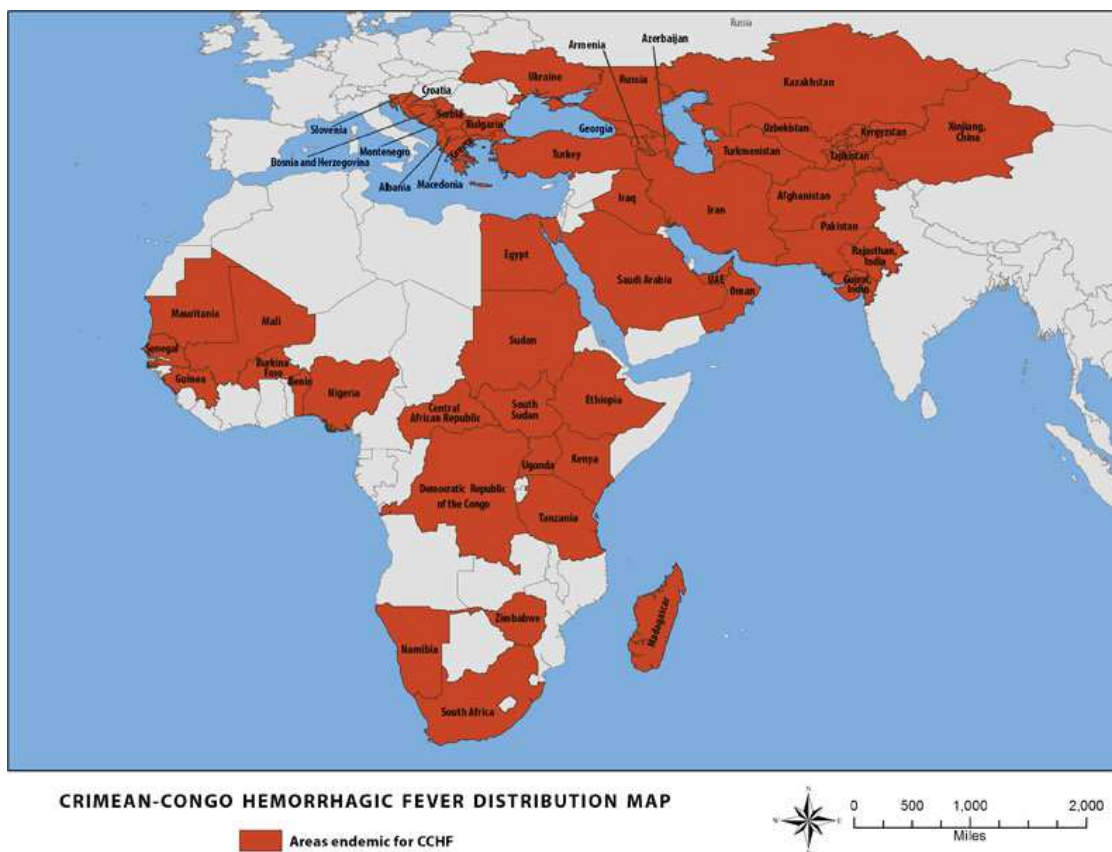 Russia
Armenia
Azerbaijan
Ukraine
Russia
Kazakhstan
Croatia
Serbia
Slovenia
Bulgaria
Georgia
Uzbekistan
Kyrgyzstan
Xinjiang,
China
Bosnia and Herzegovina
Montenegro
Greece
Turkey
Turkmenistan
Tajikistan
Albania
Macedonia
Iraq
Iran
Afghanistan
Pakistan
Egypt
Saudi Arabia
UAE
Oman
Rajasthan,
India
Gujrat,
India
Mauritania
Mali
Sudan
Senegal
Burkina
Faso
Guinea
Benin
Nigeria
Central
African Republic
South
Sudan
Ethiopia
Uganda
Kenya
Democratic Republic
of the Congo
Tanzania
Zimbabwe
Madagascar
Namibia
South Africa
CRIMEAN-CONGO HEMORRHAGIC FEVER DISTRIBUTION MAP
Areas endemic for CCHF
N
W
E
S
0 500 1,000 2,000
Miles